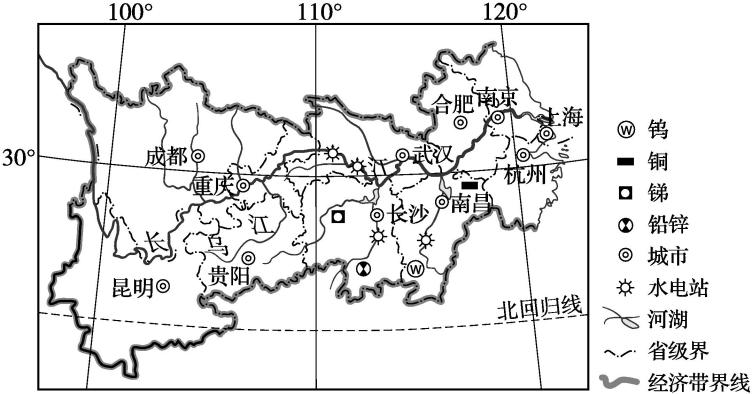 100°
110°
120°
30°
合肥
南京
上海
成都
武汉
重庆
杭州
长沙
南昌
长
江
乌
江
贵阳
昆明
北回归线
W
W 钨
铜
锑
铅锌
城市
水电站
河湖
省级界
经济带界线